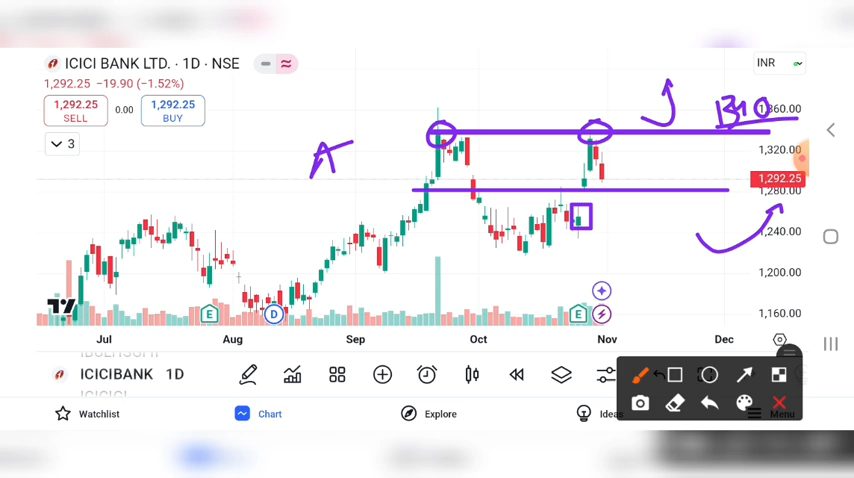 ICICI BANK LTD. · 1D · NSE
INR
1,292.25 −19.90 (−1.52%)
1,292.25
SELL
0.00
1,292.25
BUY
3
1310
1,360.00
1,320.00
1,292.25
1,280.00
1,240.00
1,200.00
1,160.00
E
D
E
Jul
Aug
Sep
Oct
Nov
Dec
ICICIBANK 1D
Watchlist
Chart
Explore
Ideas
Menu